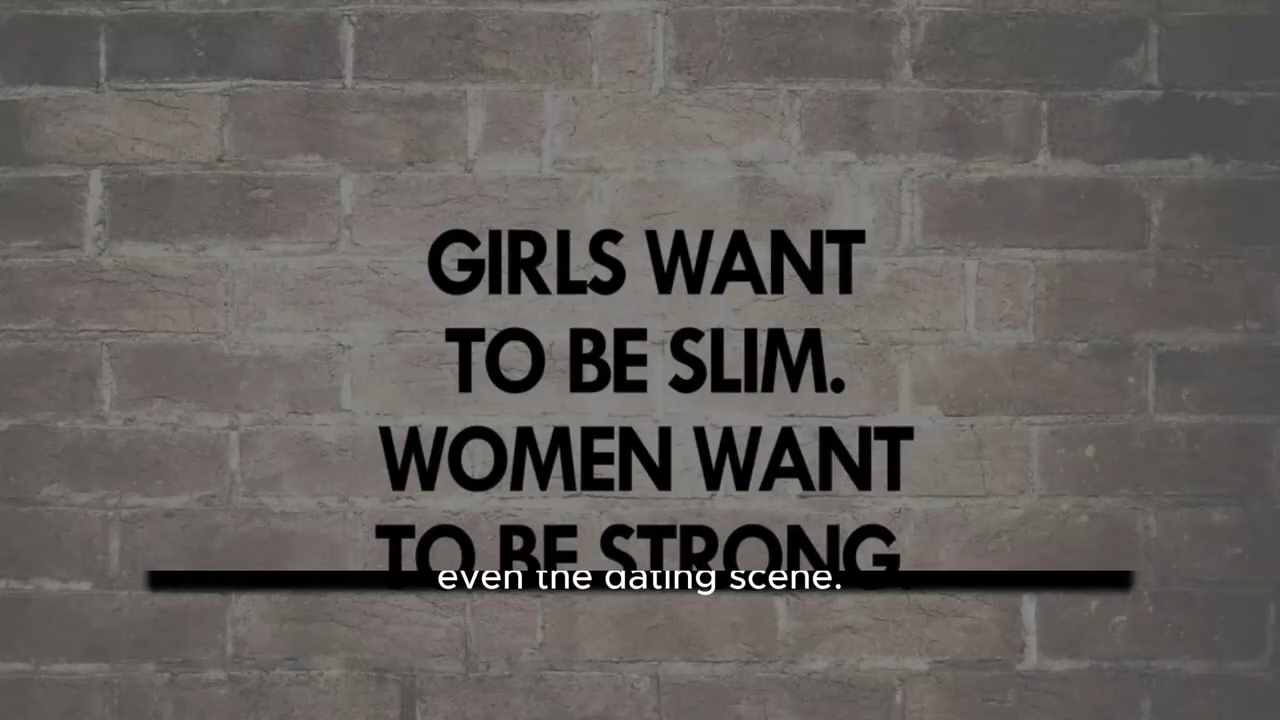 GIRLS WANT
TO BE SLIM.
WOMEN WANT
TO BE STRONG.
even the dating scene.